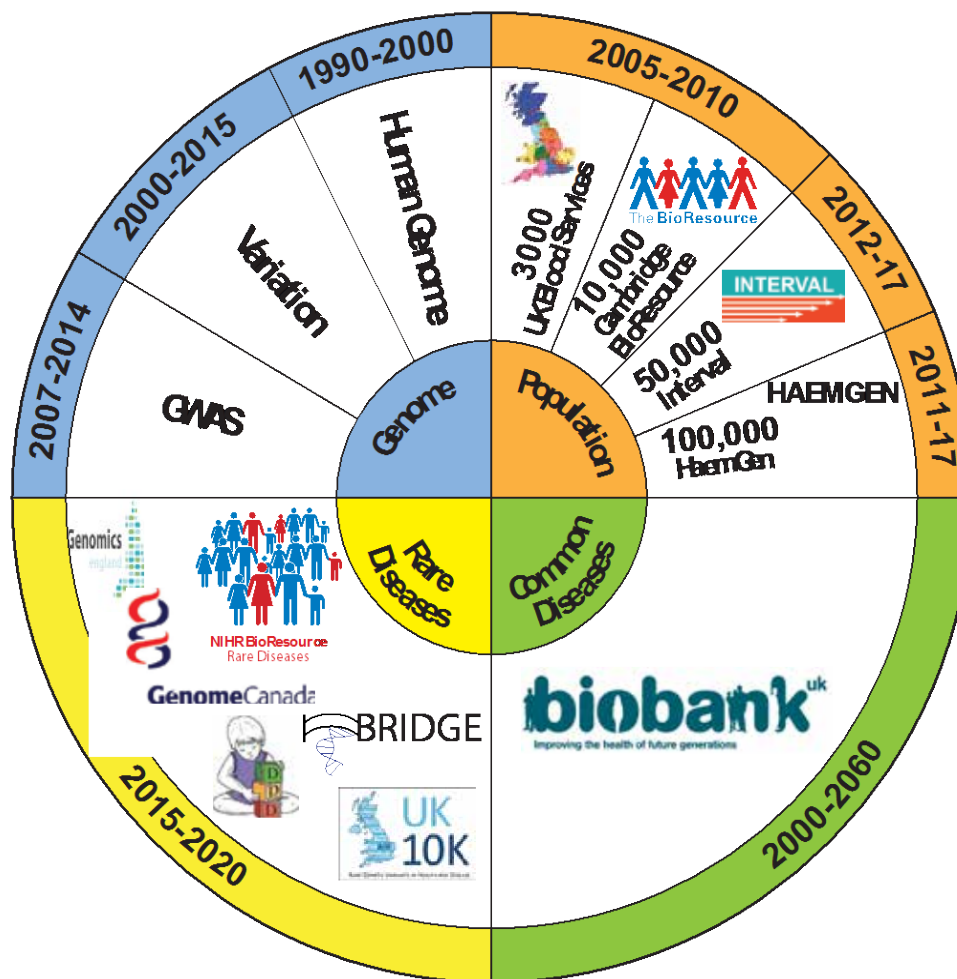 1990-2000
2000-2015
2007-2014
2005-2010
2012-17
2011-17
Human Genome
Variation
GWAS
3000
UK Blood Services
The BioResource
10,000
Cambridge
BioResource
INTERVAL
50,000
Interval
HAEMGEN
100,000
HaemGen
Genome
Population
Rare
Diseases
Common
Diseases
Genomics
england
NIHR BioResource
Rare Diseases
GenomeCanada
BRIDGE
D
D
D
UK
10K
biobank uk
Improving the health of future generations
2015-2020
2000-2060